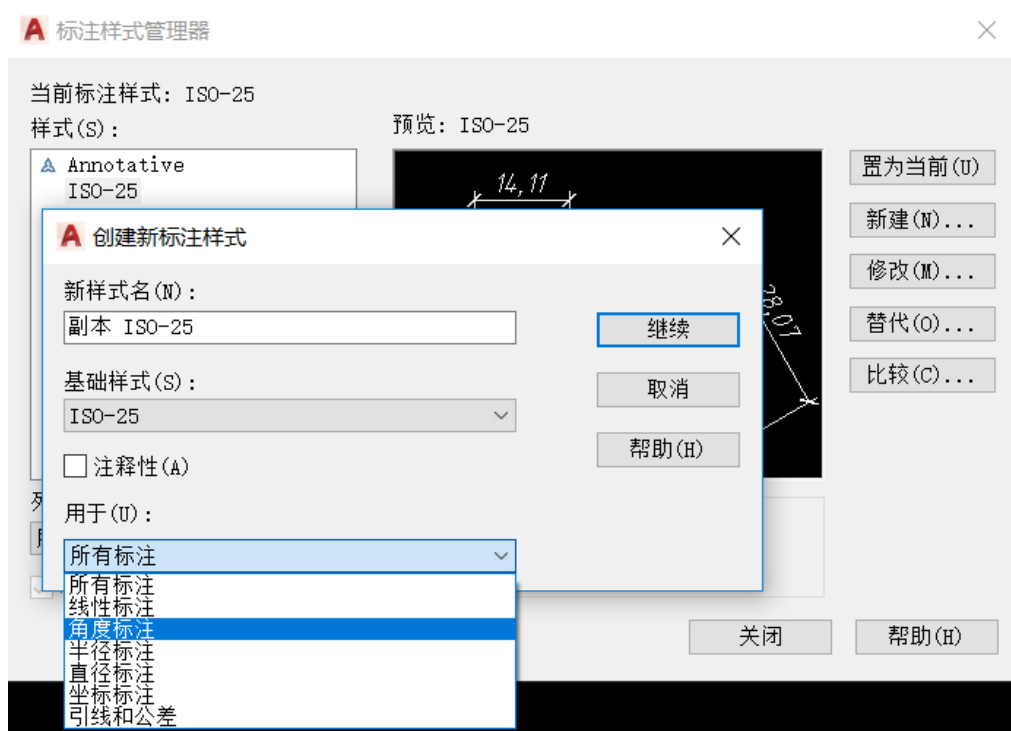 标注样式管理器
当前标注样式: ISO-25
样式(S):
预览: ISO-25
Annotative
ISO-25
14,11
28,07
置为当前(U)
新建(N)...
修改(M)...
替代(O)...
比较(C)...
创建新标注样式
新样式名(N):
副本 ISO-25
继续
基础样式(S):
取消
ISO-25
帮助(H)
注释性(A)
用于(U):
所有标注
所有标注
线性标注
角度标注
半径标注
直径标注
坐标标注
引线和公差
关闭
帮助(H)